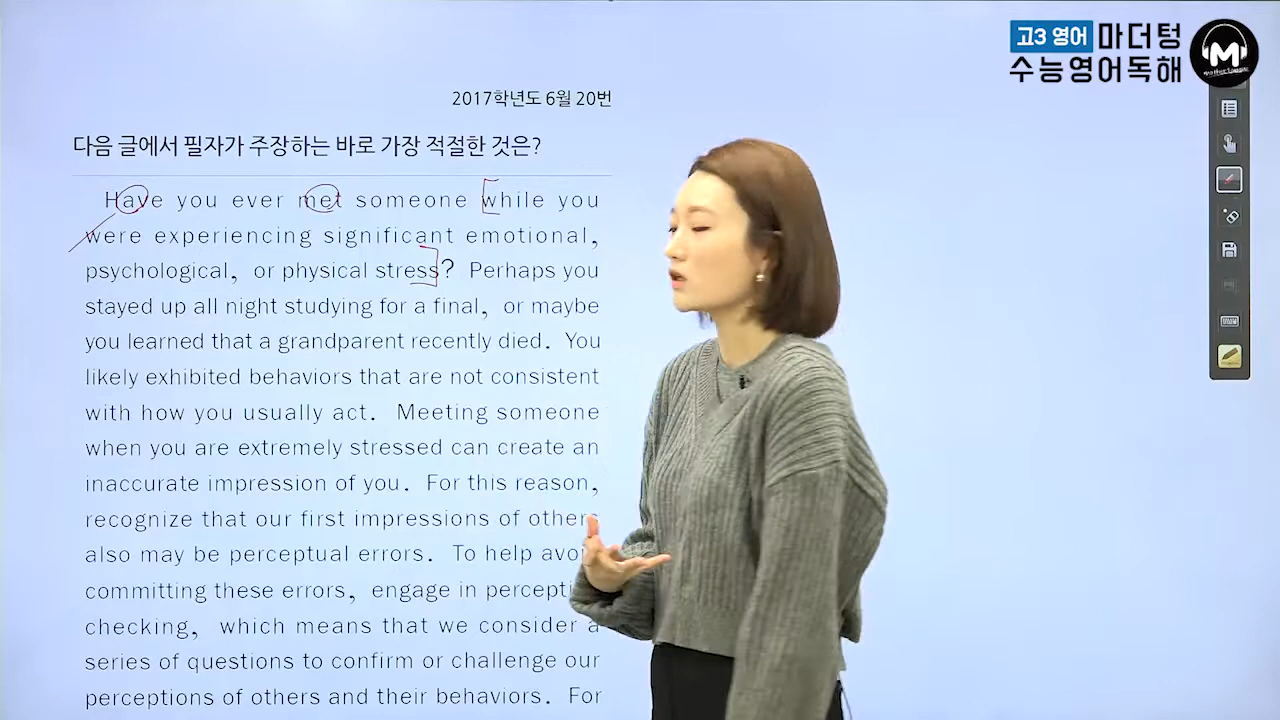 고3 영어 마더텅
수능영어독해
M
2017학년도 6월 20번
다음 글에서 필자가 주장하는 바로 가장 적절한 것은?
Have you ever met someone while you
were experiencing significant emotional,
psychological, or physical stress? Perhaps you
stayed up all night studying for a final, or maybe
you learned that a grandparent recently died. You
likely exhibited behaviors that are not consistent
with how you usually act. Meeting someone
when you are extremely stressed can create an
inaccurate impression of you. For this reason,
recognize that our first impressions of others
also may be perceptual errors. To help avoi
committing these errors, engage in percepti
checking, which means that we consider a
series of questions to confirm or challenge our
perceptions of others and their behaviors. For